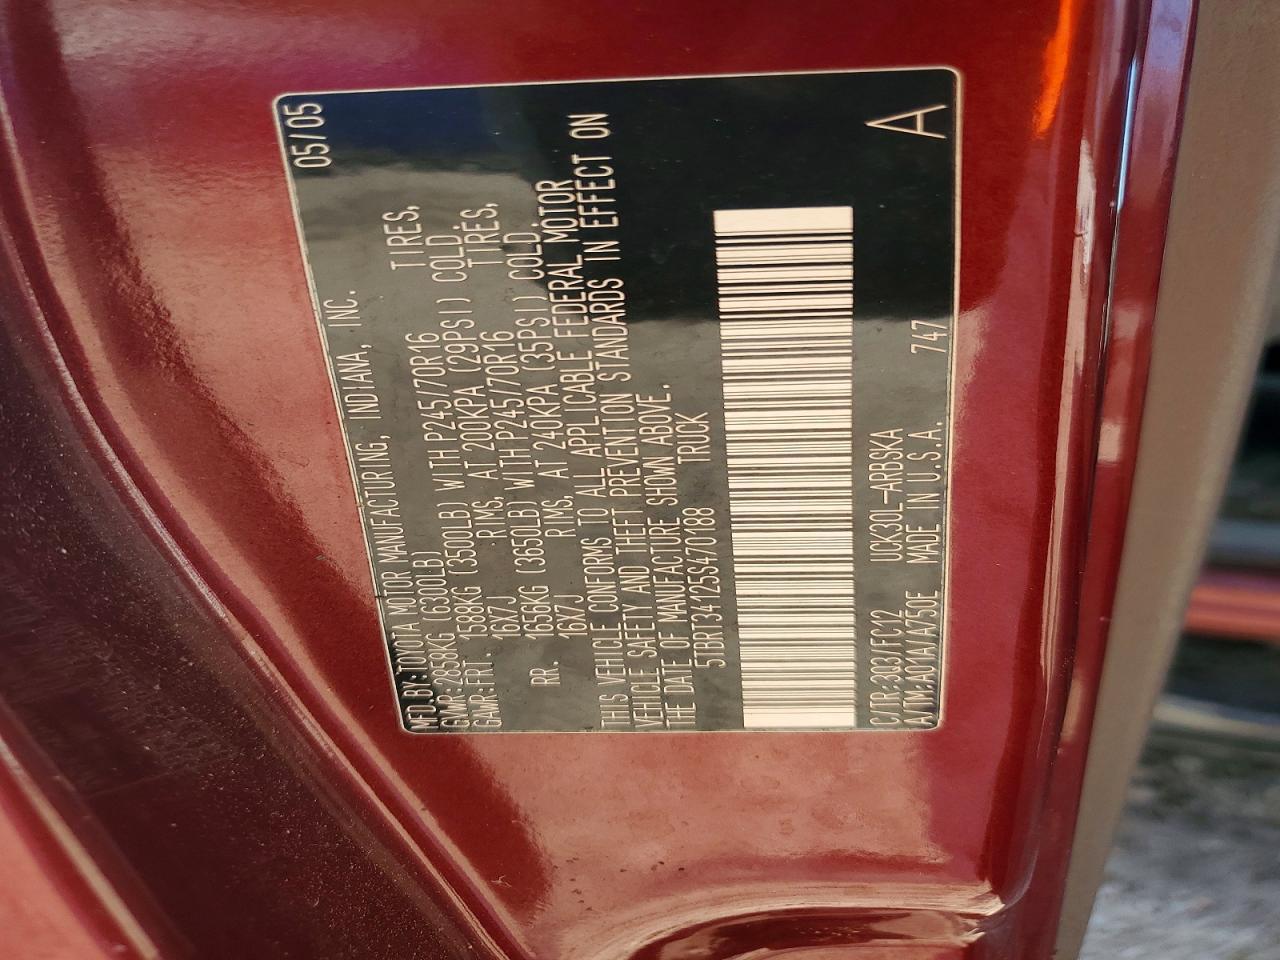 MFD.BY:TOYOTA MOTOR MANUFACTURING, INDIANA, INC. 05/05
GVWR:2858KG (6300LB)
GAWR:FRT. 1588KG (3500LB) WITH P245/70R16 TIRES,
16X7J RIMS, AT 200KPA (29PSI) COLD.
RR. 1656KG (3650LB) WITH P245/70R16 TIRES,
16X7J RIMS, AT 240KPA (35PSI) COLD.
THIS VEHICLE CONFORMS TO ALL APPLICABLE FEDERAL MOTOR
VEHICLE SAFETY AND THEFT PREVENTION STANDARDS IN EFFECT ON
THE DATE OF MANUFACTURE SHOWN ABOVE.
5TBRT34125S470188 TRUCK
C/TR:3Q3/FC12 UCK30L-ARBSKA
A/TM:A01A/A750E MADE IN U.S.A. 747 A